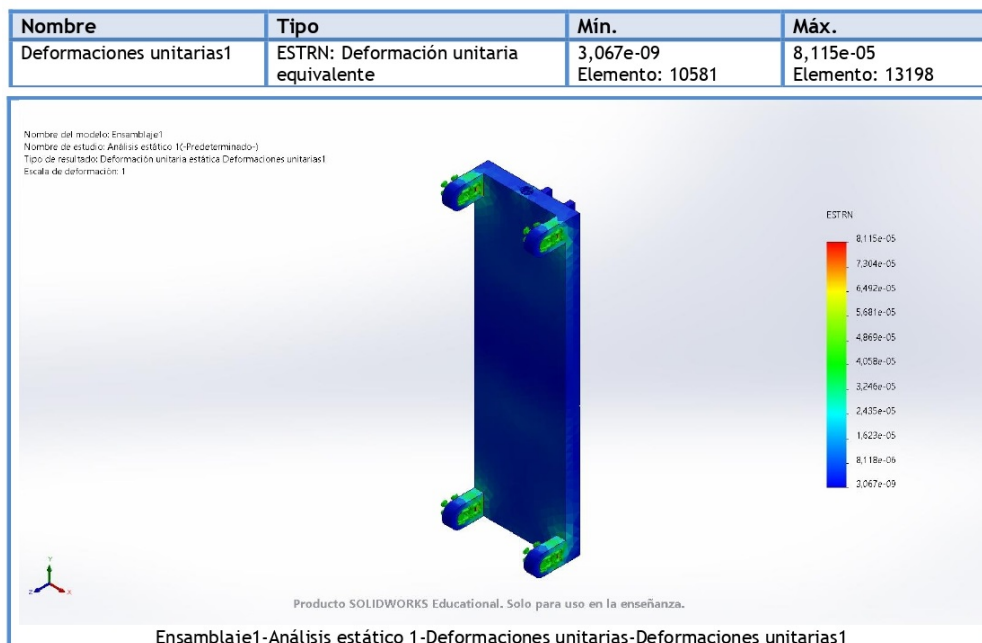 Nombre Tipo Mín. Máx.
Deformaciones unitarias1 ESTRN: Deformación unitaria equivalente 3,067e-09 Elemento: 10581 8,115e-05 Elemento: 13198
Nombre del modelo: Ensamblaje1
Nombre de estudio: Análisis estático 1(-Predeterminado-)
Tipo de resultado: Deformación unitaria estática Deformaciones unitarias1
Escala de deformación: 1
ESTRN
8,115e-05
7,304e-05
6,492e-05
5,681e-05
4,869e-05
4,058e-05
3,246e-05
2,435e-05
1,623e-05
8,118e-06
3,067e-09
Y
Z
X
Producto SOLIDWORKS Educational. Solo para uso en la enseñanza.
Ensamblaje1-Análisis estático 1-Deformaciones unitarias-Deformaciones unitarias1